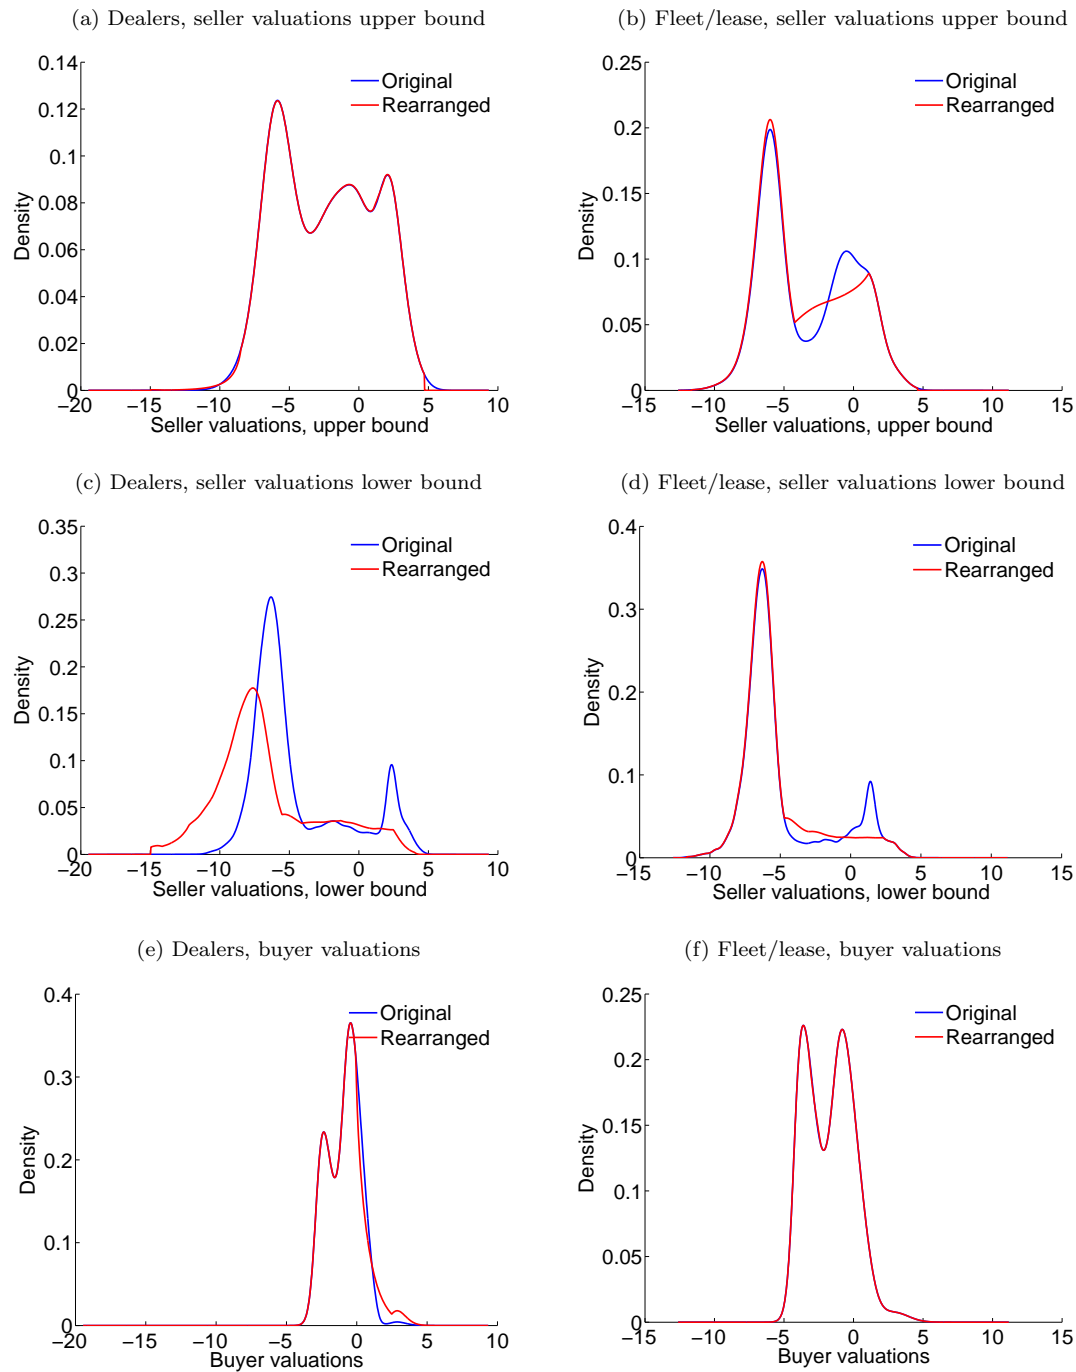 (a) Dealers, seller valuations upper bound
0.14
0.12
0.1
0.08
0.06
0.04
0.02
0
−20 −15 −10 −5 0 5 10
Density
Seller valuations, upper bound
Original
Rearranged
(b) Fleet/lease, seller valuations upper bound
0.25
0.2
0.15
0.1
0.05
0
−15 −10 −5 0 5 10 15
Density
Seller valuations, upper bound
Original
Rearranged
(c) Dealers, seller valuations lower bound
0.35
0.3
0.25
0.2
0.15
0.1
0.05
0
−20 −15 −10 −5 0 5 10
Density
Seller valuations, lower bound
Original
Rearranged
(d) Fleet/lease, seller valuations lower bound
0.4
0.3
0.2
0.1
0
−15 −10 −5 0 5 10 15
Density
Seller valuations, lower bound
Original
Rearranged
(e) Dealers, buyer valuations
0.4
0.3
0.2
0.1
0
−20 −15 −10 −5 0 5 10
Density
Buyer valuations
Original
Rearranged
(f) Fleet/lease, buyer valuations
0.25
0.2
0.15
0.1
0.05
0
−15 −10 −5 0 5 10 15
Density
Buyer valuations
Original
Rearranged